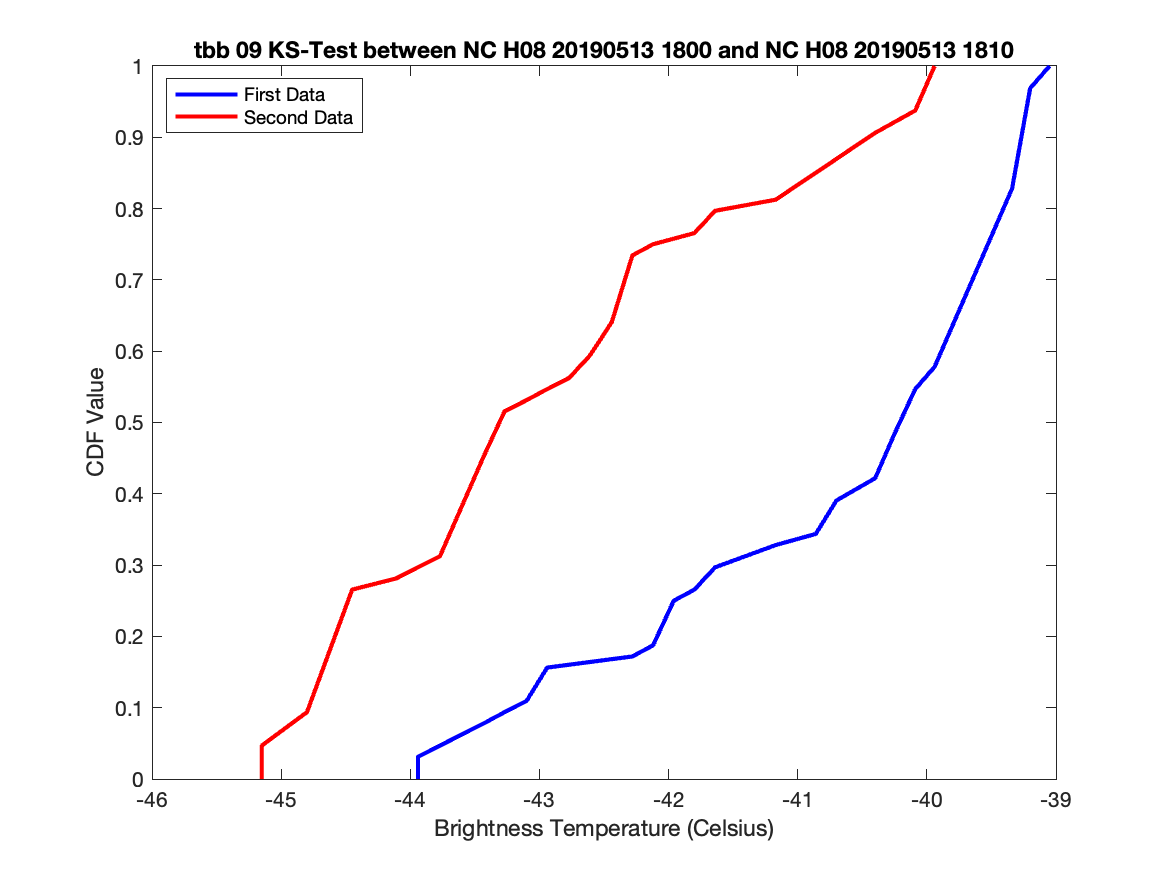 tbb 09 KS-Test between NC H08 20190513 1800 and NC H08 20190513 1810
First Data
Second Data
1
0.9
0.8
0.7
0.6
0.5
0.4
0.3
0.2
0.1
0
CDF Value
-46 -45 -44 -43 -42 -41 -40 -39
Brightness Temperature (Celsius)